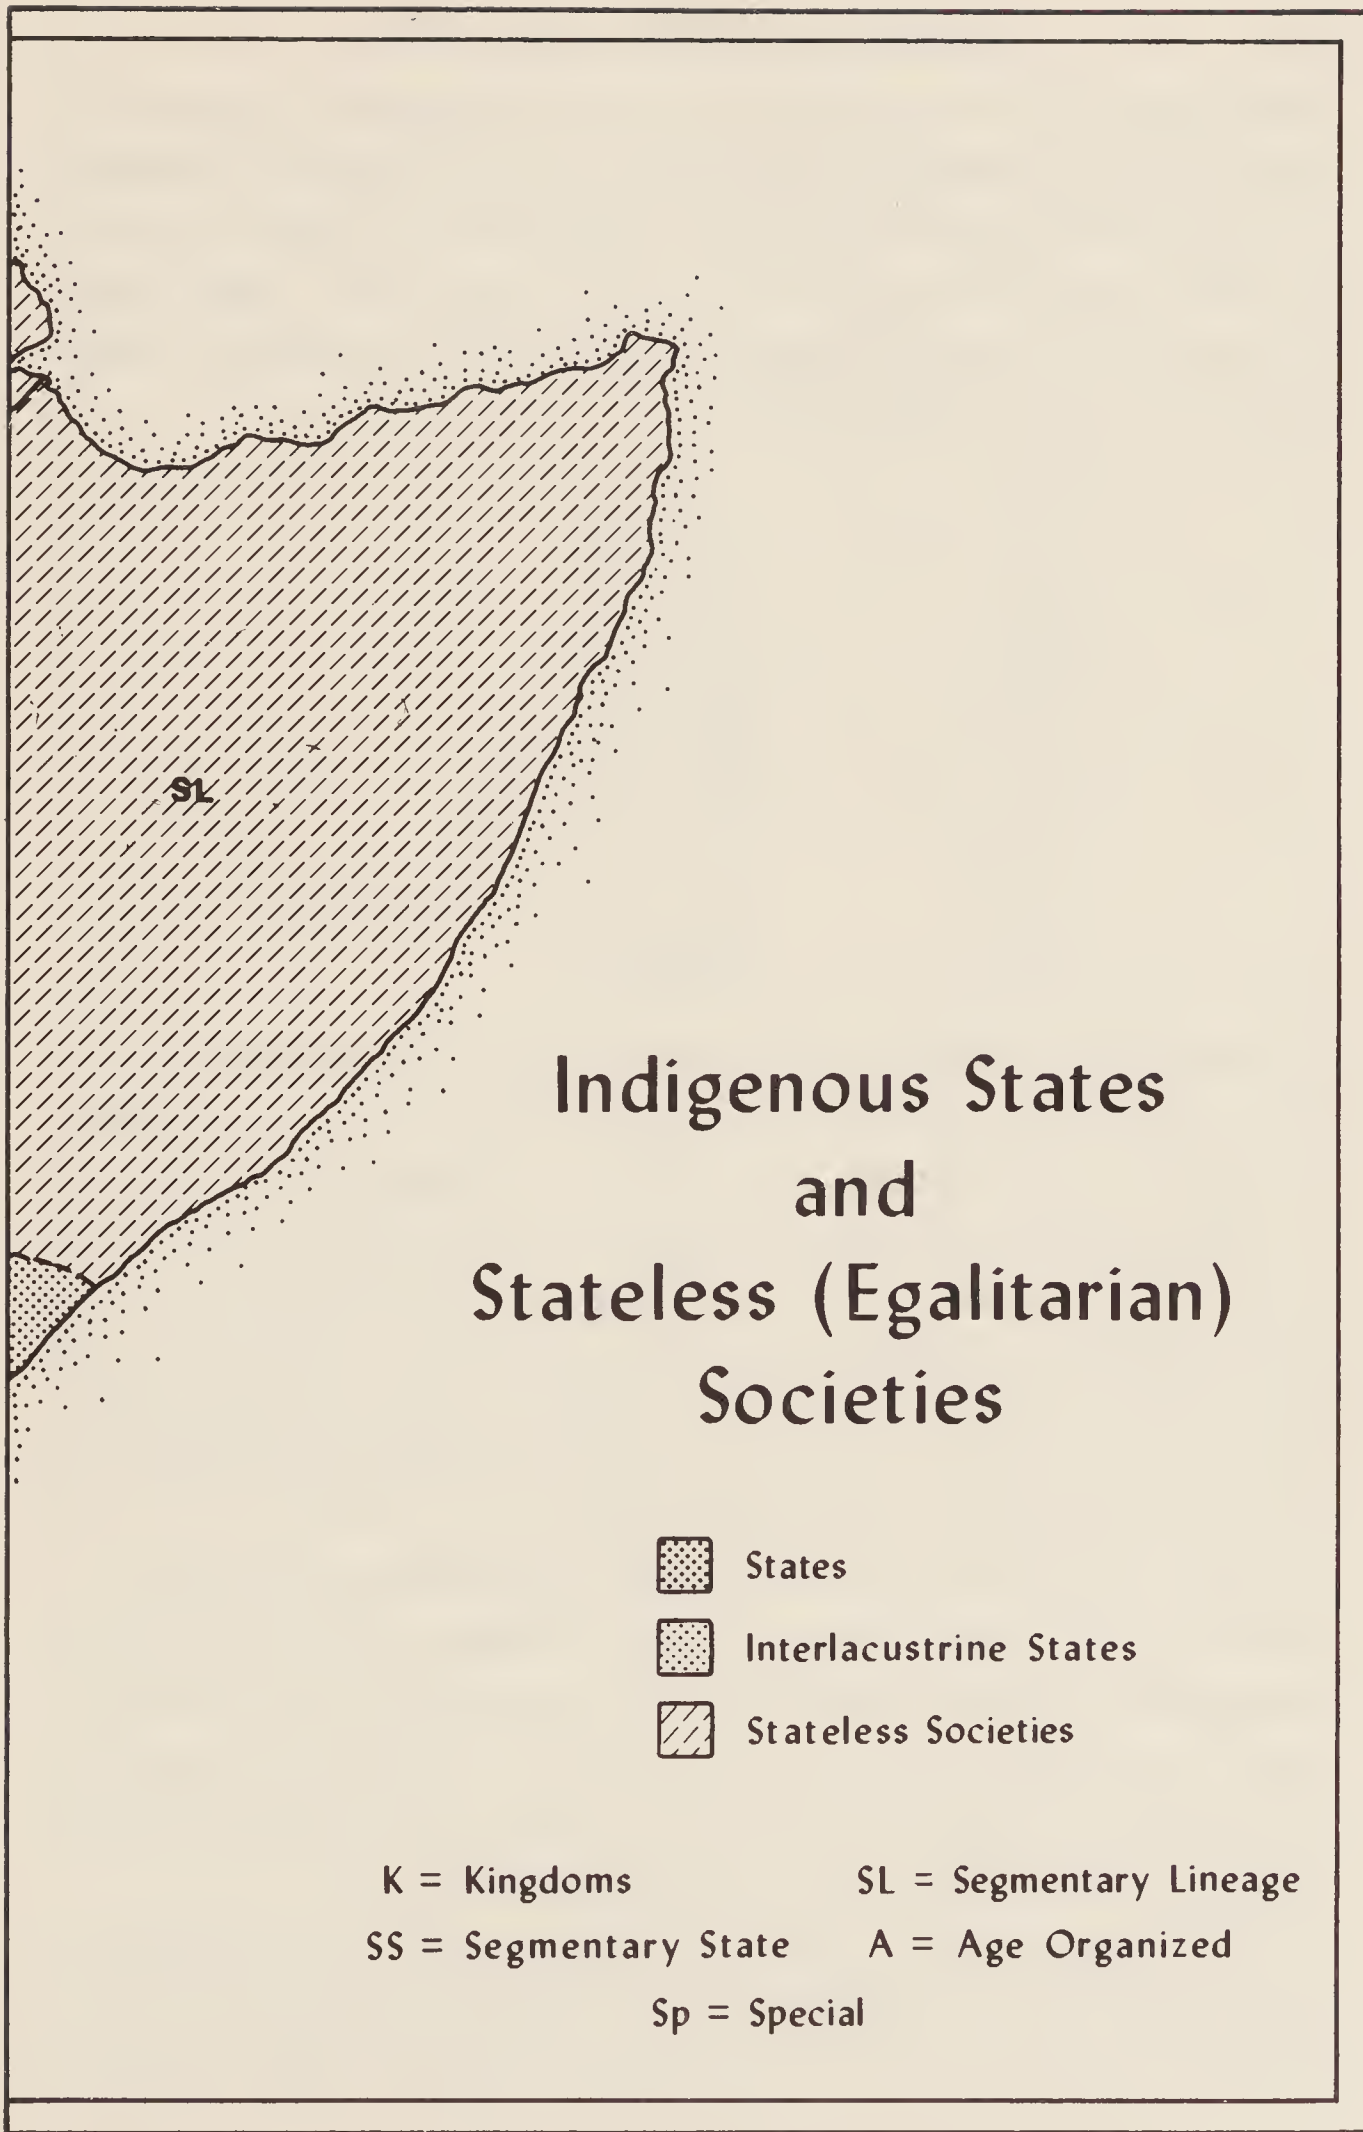 SL
Indigenous States
and
Stateless (Egalitarian)
Societies
States
Interlacustrine States
Stateless Societies
K = Kingdoms SL = Segmentary Lineage
SS = Segmentary State A = Age Organized
Sp = Special